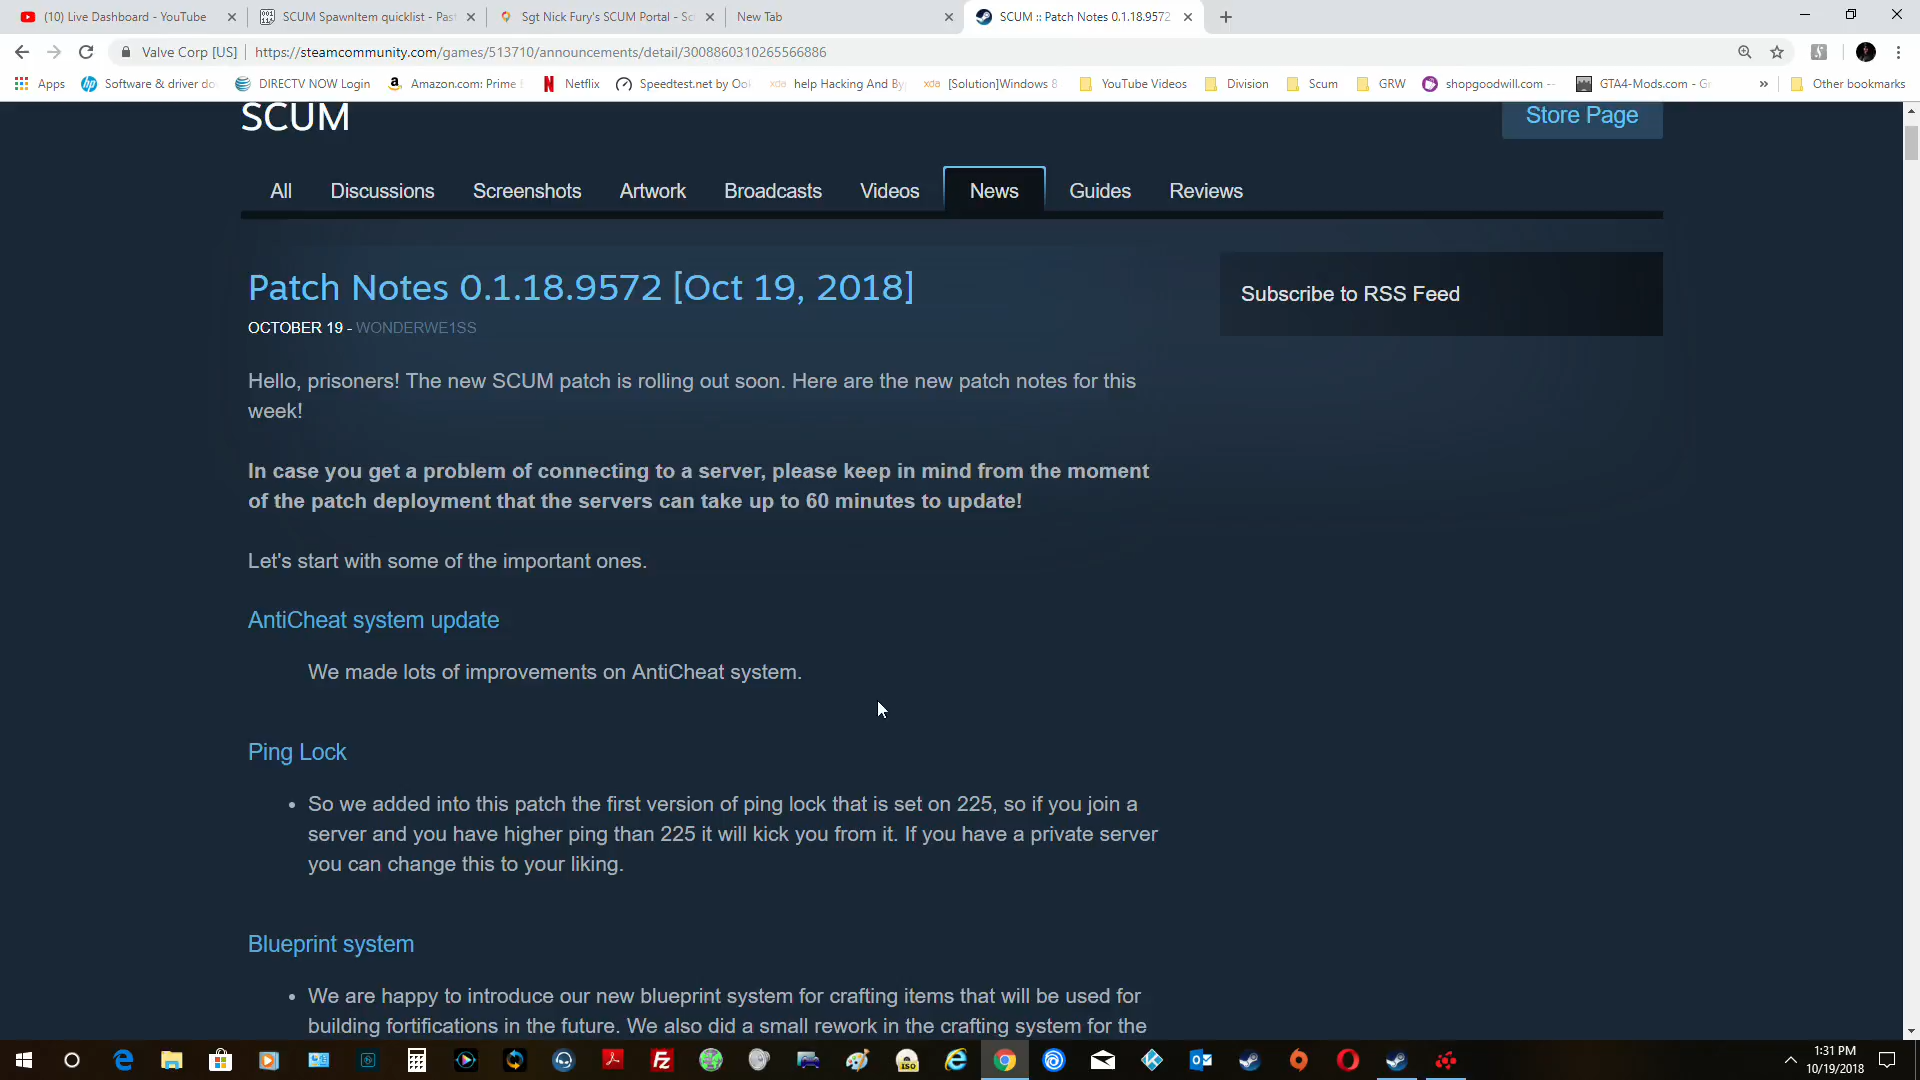 (10) Live Dashboard - YouTube
SCUM SpawnItem quicklist - Past
Sgt Nick Fury's SCUM Portal - Sc
New Tab
SCUM :: Patch Notes 0.1.18.9572
Valve Corp [US]
https://steamcommunity.com/games/513710/announcements/detail/3008860310265566886
Apps
Software & driver do
DIRECTV NOW Login
Amazon.com: Prime
Netflix
Speedtest.net by Oo
help Hacking And By
[Solution]Windows 8
YouTube Videos
Division
Scum
GRW
shopgoodwill.com --
GTA4-Mods.com - G
»
Other bookmarks
SCUM
Store Page
All
Discussions
Screenshots
Artwork
Broadcasts
Videos
News
Guides
Reviews
Patch Notes 0.1.18.9572 [Oct 19, 2018]
OCTOBER 19 - WONDERWE1SS
Subscribe to RSS Feed
Hello, prisoners! The new SCUM patch is rolling out soon. Here are the new patch notes for this
week!
In case you get a problem of connecting to a server, please keep in mind from the moment
of the patch deployment that the servers can take up to 60 minutes to update!
Let's start with some of the important ones.
AntiCheat system update
We made lots of improvements on AntiCheat system.
Ping Lock
• So we added into this patch the first version of ping lock that is set on 225, so if you join a
server and you have higher ping than 225 it will kick you from it. If you have a private server
you can change this to your liking.
Blueprint system
• We are happy to introduce our new blueprint system for crafting items that will be used for
building fortifications in the future. We also did a small rework in the crafting system for the
1:31 PM
10/19/2018